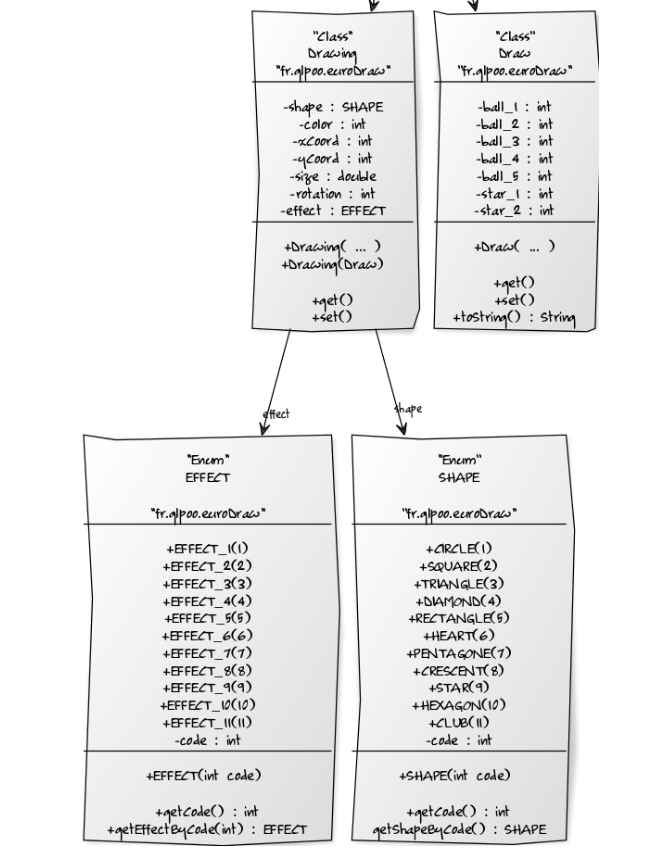 "Class"
Drawing
"fr.glpoo.euroDraw"
-shape : SHAPE
-color : int
-xCoord : int
-yCoord : int
-size : double
-rotation : int
-effect : EFFECT
+Drawing( ... )
+Drawing(Draw)
+get()
+set()
"Class"
Draw
"fr.glpoo.euroDraw"
-ball_1 : int
-ball_2 : int
-ball_3 : int
-ball_4 : int
-ball_5 : int
-star_1 : int
-star_2 : int
+Draw( ... )
+get()
+set()
+toString() : String
effect
shape
"Enum"
EFFECT
"fr.glpoo.euroDraw"
+EFFECT_1(1)
+EFFECT_2(2)
+EFFECT_3(3)
+EFFECT_4(4)
+EFFECT_5(5)
+EFFECT_6(6)
+EFFECT_7(7)
+EFFECT_8(8)
+EFFECT_9(9)
+EFFECT_10(10)
+EFFECT_11(11)
-code : int
+EFFECT(int code)
+getCode() : int
+getEffectByCode(int) : EFFECT
"Enum"
SHAPE
"fr.glpoo.euroDraw"
+CIRCLE(1)
+SQUARE(2)
+TRIANGLE(3)
+DIAMOND(4)
+RECTANGLE(5)
+HEART(6)
+PENTAGONE(7)
+CRESCENT(8)
+STAR(9)
+HEXAGON(10)
+CLUB(11)
-code : int
+SHAPE(int code)
+getCode() : int
getShapeByCode() : SHAPE